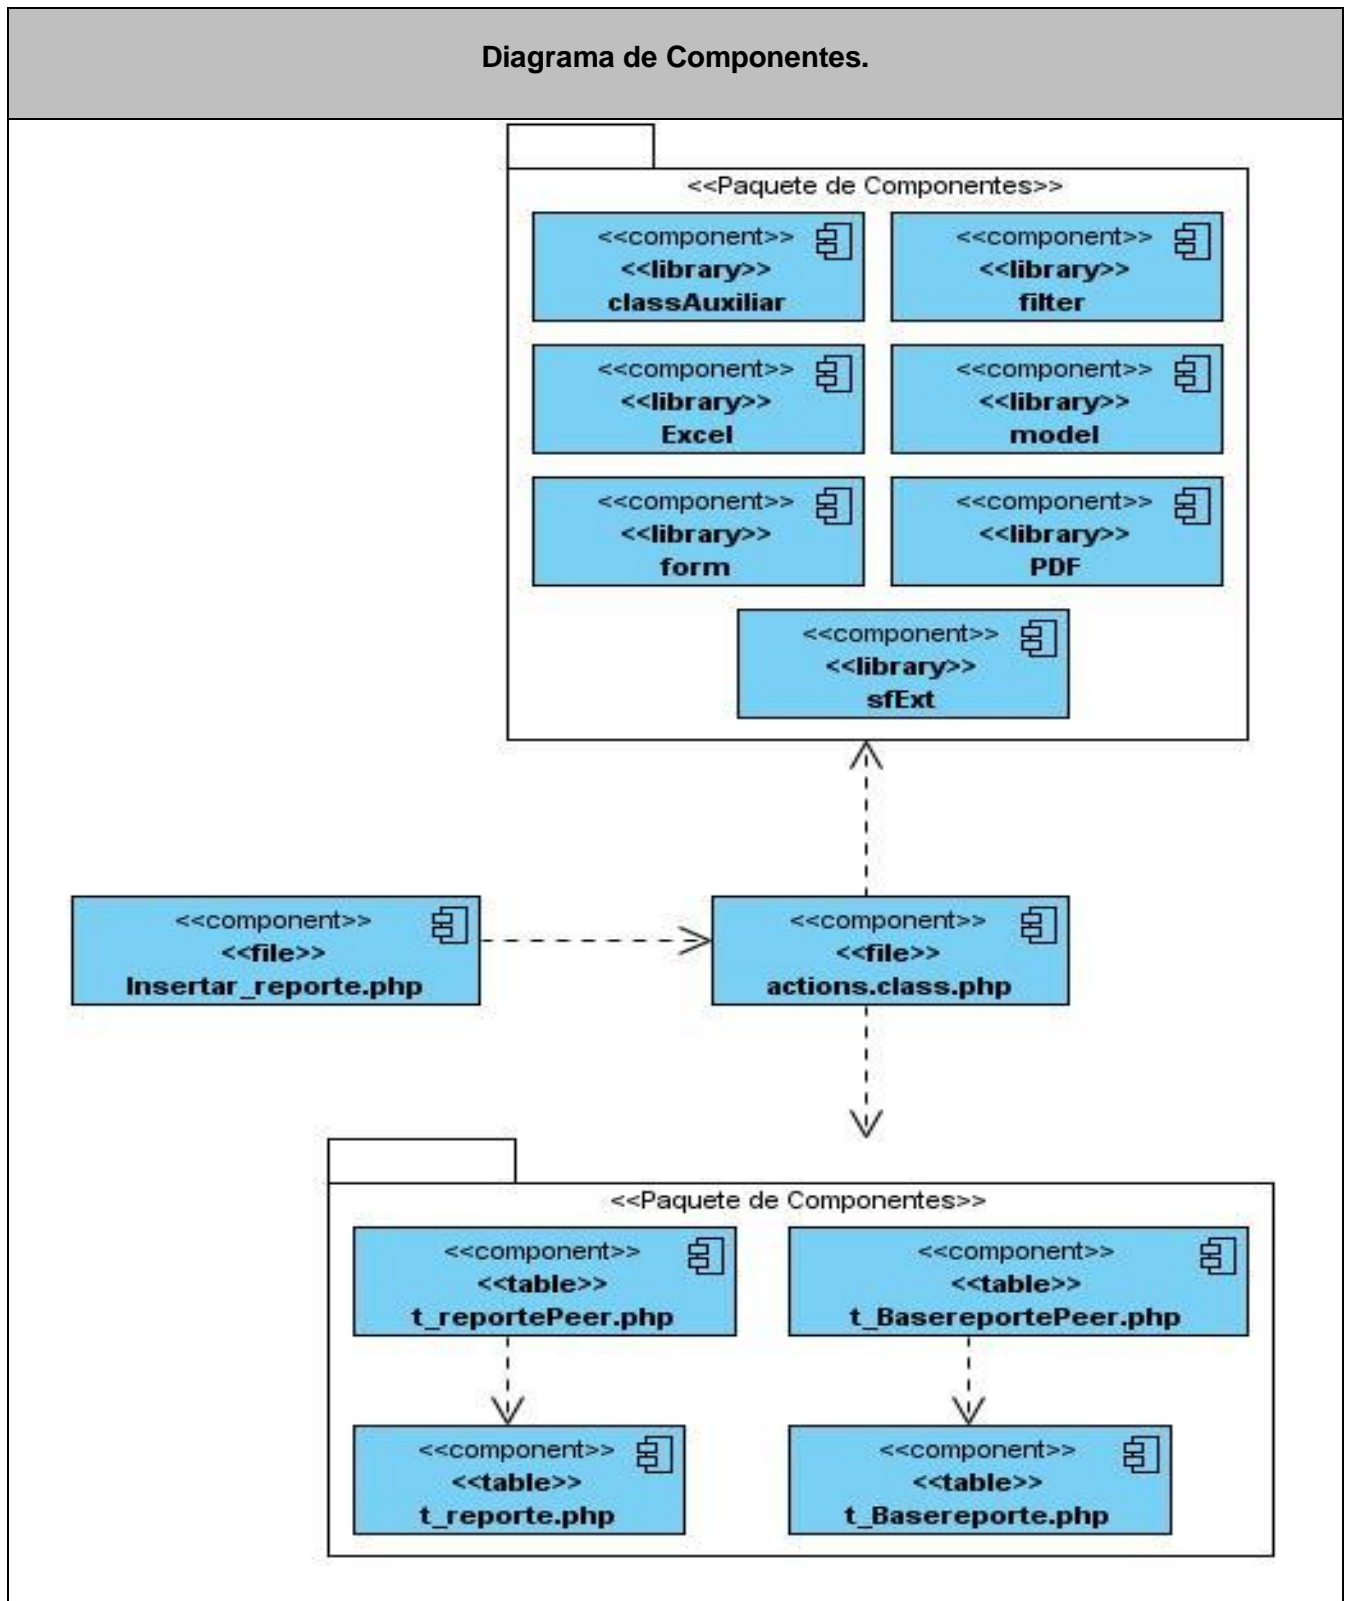 Diagrama de Componentes.
<<Paquete de Componentes>>
<<component>>
<<library>>
classAuxiliar
<<component>>
<<library>>
filter
<<component>>
<<library>>
Excel
<<component>>
<<library>>
model
<<component>>
<<library>>
form
<<component>>
<<library>>
PDF
<<component>>
<<library>>
sfExt
<<component>>
<<file>>
Insertar_reporte.php
<<component>>
<<file>>
actions.class.php
<<Paquete de Componentes>>
<<component>>
<<table>>
t_reportePeer.php
<<component>>
<<table>>
t_BasereportePeer.php
<<component>>
<<table>>
t_reporte.php
<<component>>
<<table>>
t_Basereporte.php